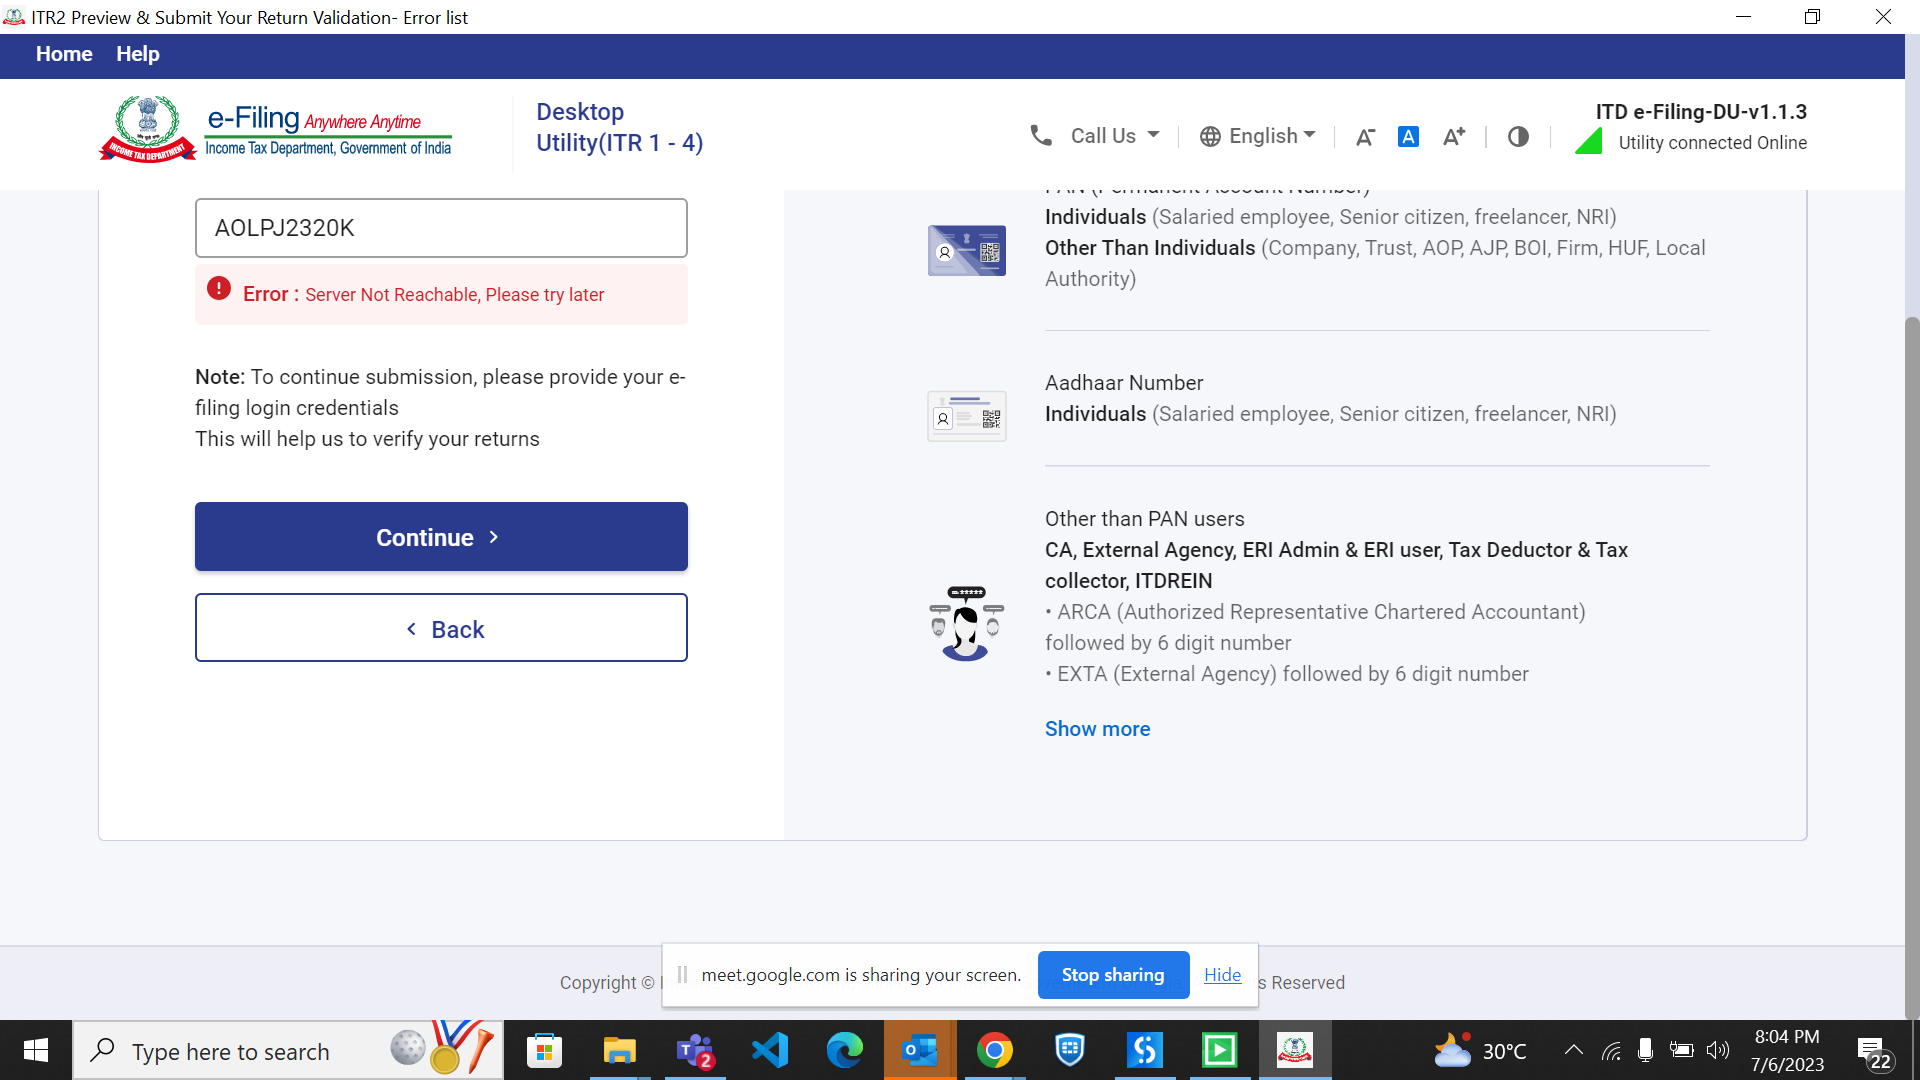 ITR2 Preview & Submit Your Return Validation- Error list
Home Help
e-Filing Anywhere Anytime
Income Tax Department, Government of India
INCOME TAX DEPARTMENT
Desktop
Utility(ITR 1 - 4)
Call Us
English
A- A A+
ITD e-Filing-DU-v1.1.3
Utility connected Online
AOLPJ2320K
Error : Server Not Reachable, Please try later
Note: To continue submission, please provide your e-
filing login credentials
This will help us to verify your returns
Continue
Back
PAN (Permanent Account Number)
Individuals (Salaried employee, Senior citizen, freelancer, NRI)
Other Than Individuals (Company, Trust, AOP, AJP, BOI, Firm, HUF, Local
Authority)
Aadhaar Number
Individuals (Salaried employee, Senior citizen, freelancer, NRI)
Other than PAN users
CA, External Agency, ERI Admin & ERI user, Tax Deductor & Tax
collector, ITDREIN
• ARCA (Authorized Representative Chartered Accountant)
followed by 6 digit number
• EXTA (External Agency) followed by 6 digit number
Show more
Copyright ©
s Reserved
meet.google.com is sharing your screen.
Stop sharing
Hide
Type here to search
2
30°C
8:04 PM
7/6/2023
22